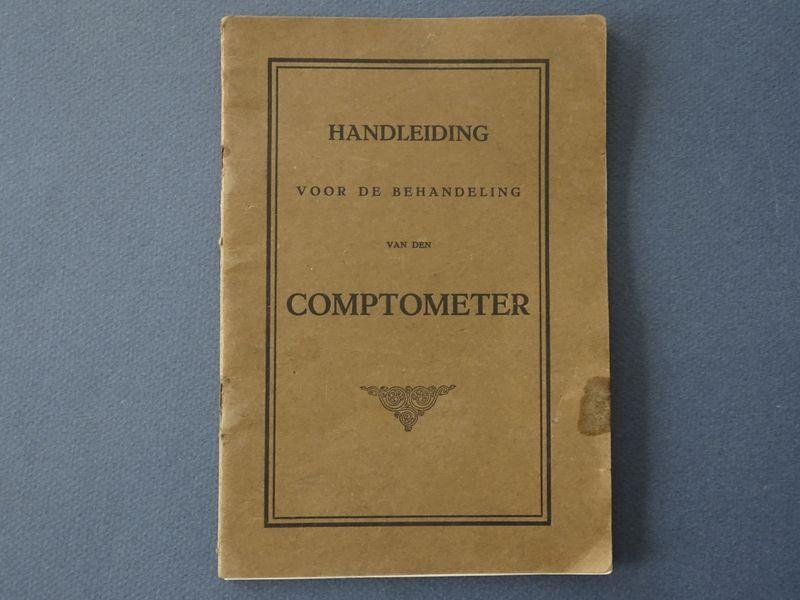 HANDLEIDING
VOOR DE BEHANDELING
VAN DEN
COMPTOMETER